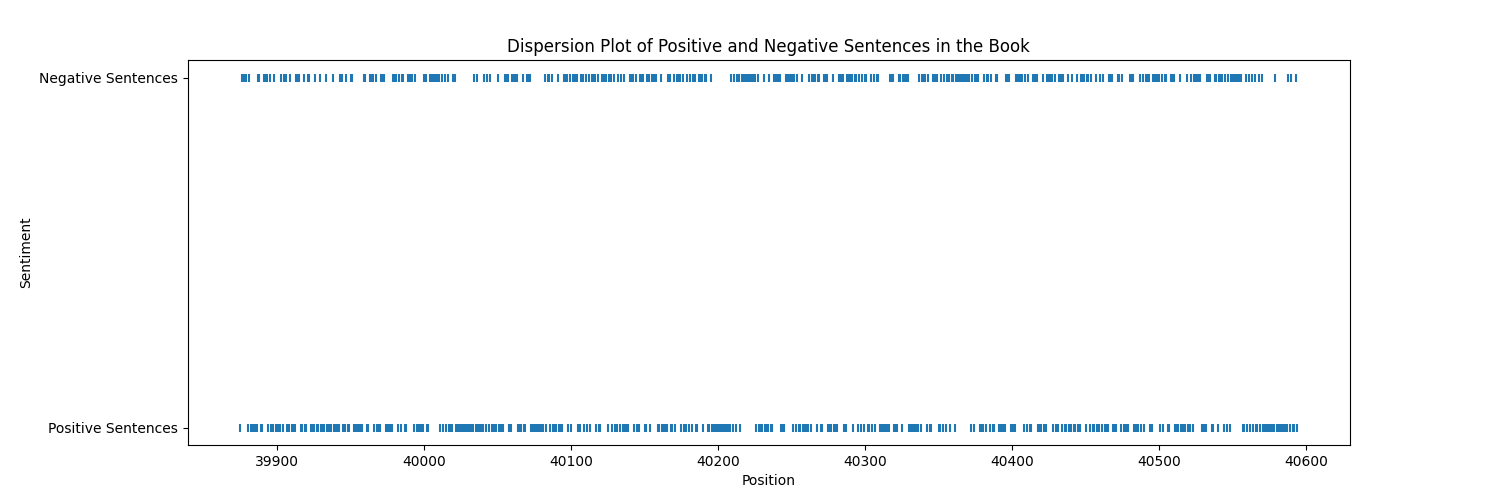 Dispersion Plot of Positive and Negative Sentences in the Book
Negative Sentences
Sentiment
Positive Sentences
39900 40000 40100 40200 40300 40400 40500 40600
Position